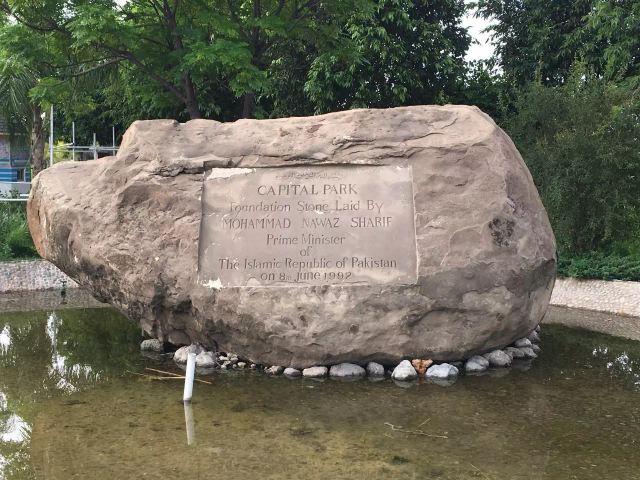 CAPITAL PARK
Foundation Stone Laid By
MOHAMMAD NAWAZ SHARIF
Prime Minister
of
The Islamic Republic of Pakistan
on 8TH June 1992